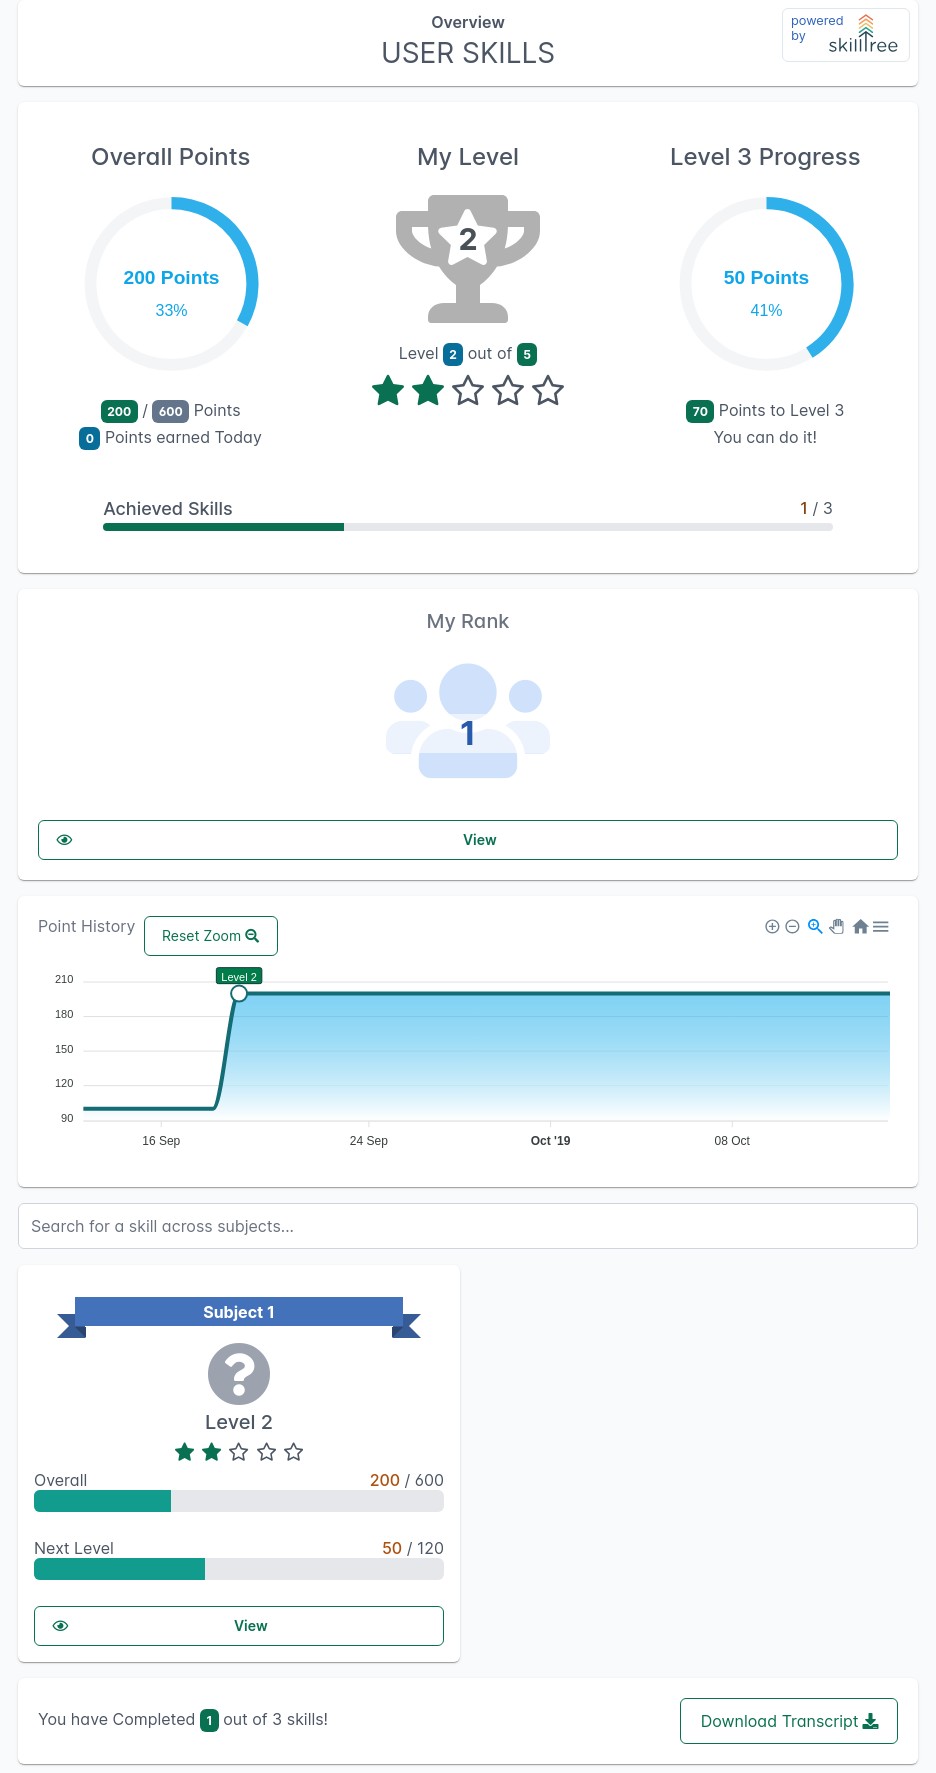 Overview
USER SKILLS
powered
by
skilltree
Overall Points
200 Points
33%
200 / 600 Points
0 Points earned Today
My Level
2
Level 2 out of 5
Level 3 Progress
50 Points
41%
70 Points to Level 3
You can do it!
Achieved Skills 1 / 3
My Rank
1
View
Point History
Reset Zoom
Level 2
210
180
150
120
90
16 Sep 24 Sep Oct '19 08 Oct
Search for a skill across subjects...
Subject 1
?
Level 2
Overall 200 / 600
Next Level 50 / 120
View
You have Completed 1 out of 3 skills!
Download Transcript